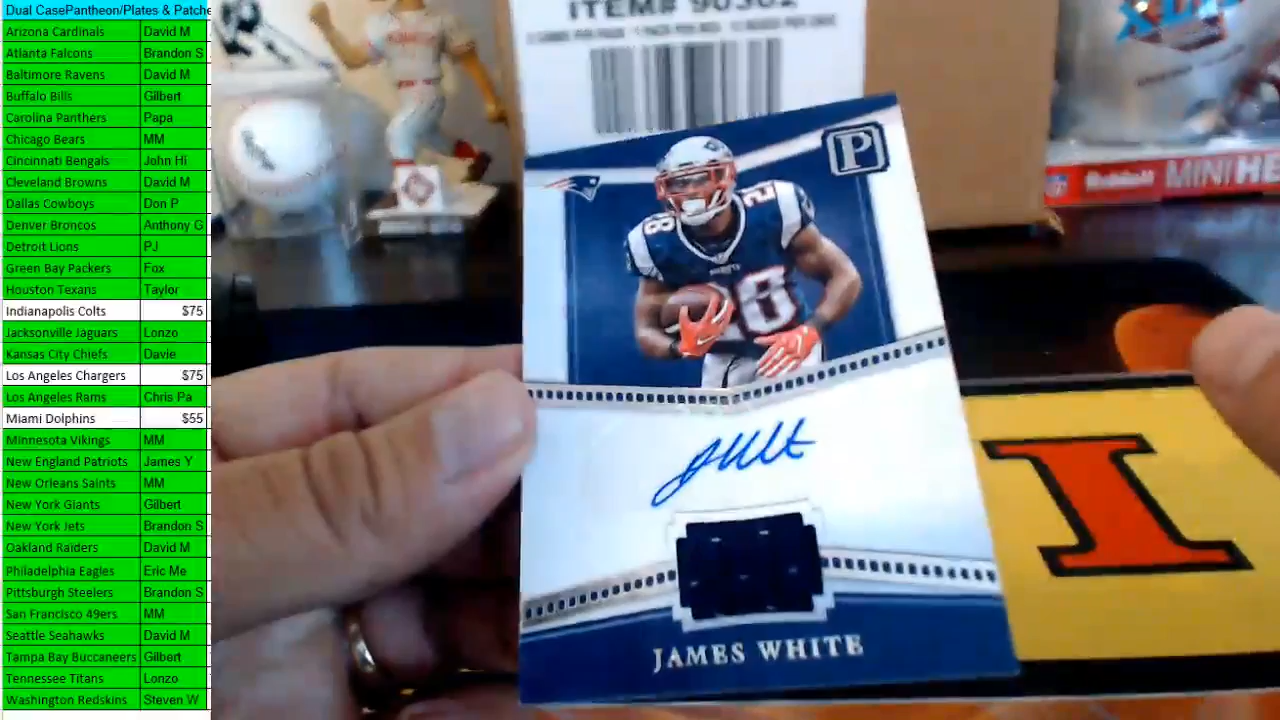 Dual CasePantheon/Plates & Patche
Arizona Cardinals David M
Atlanta Falcons Brandon S
Baltimore Ravens David M
Buffalo Bills Gilbert
Carolina Panthers Papa
Chicago Bears MM
Cincinnati Bengals John Hi
Cleveland Browns David M
Dallas Cowboys Don P
Denver Broncos Anthony G
Detroit Lions PJ
Green Bay Packers Fox
Houston Texans Taylor
Indianapolis Colts $75
Jacksonville Jaguars Lonzo
Kansas City Chiefs Davie
Los Angeles Chargers $75
Los Angeles Rams Chris Pa
Miami Dolphins $55
Minnesota Vikings MM
New England Patriots James Y
New Orleans Saints MM
New York Giants Gilbert
New York Jets Brandon S
Oakland Raiders David M
Philadelphia Eagles Eric Me
Pittsburgh Steelers Brandon S
San Francisco 49ers MM
Seattle Seahawks David M
Tampa Bay Buccaneers Gilbert
Tennessee Titans Lonzo
Washington Redskins Steven W
ITEM# 90302
P
28
28
28
JAMES WHITE
I
XLII
Riddell MINI HE